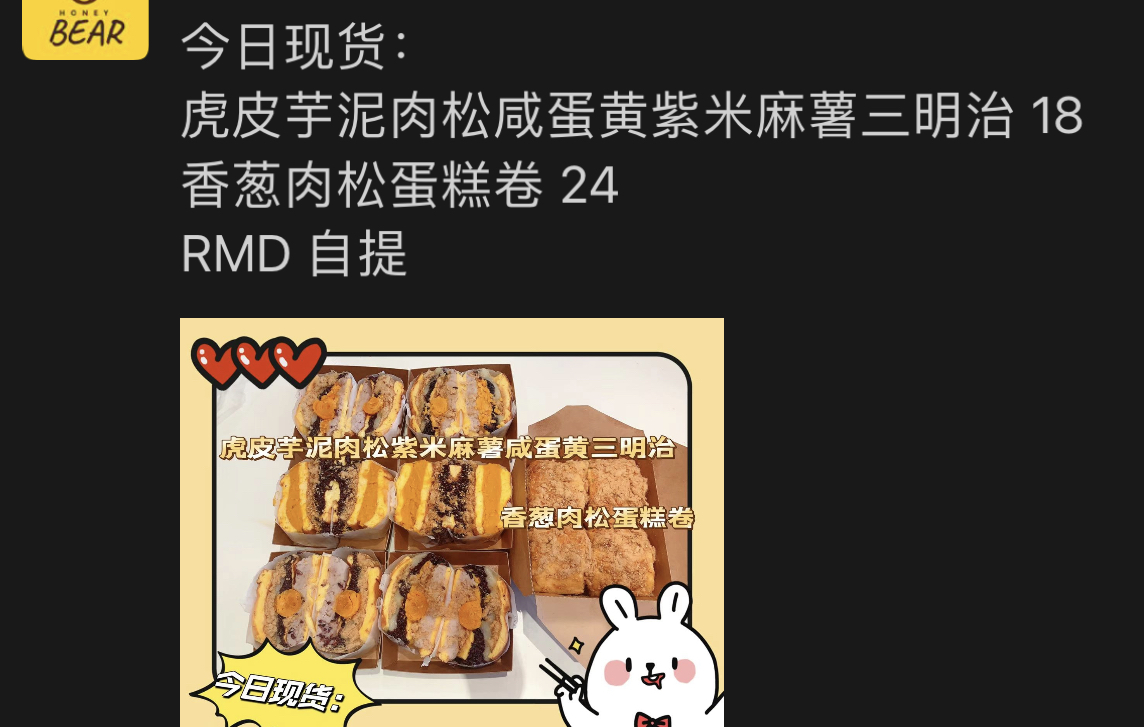 HONEY
BEAR
今日现货：
虎皮芋泥肉松咸蛋黄紫米麻薯三明治 18
香葱肉松蛋糕卷 24
RMD 自提
虎皮芋泥肉松紫米麻薯咸蛋黄三明治
香葱肉松蛋糕卷
今日现货：